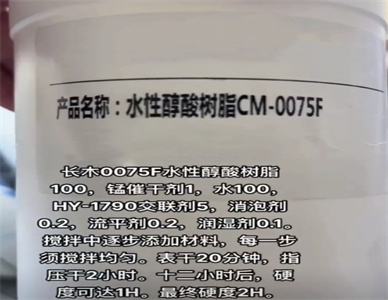 产品名称：水性醇酸树脂CM-0075F
长木0075F水性醇酸树脂
100，锰催干剂1，水100，
HY-1790交联剂5，消泡剂
0.2，流平剂0.2，润湿剂0.1。
搅拌中逐步添加材料，每一步
须搅拌均匀。表干20分钟，指
压干2小时。十二小时后，硬
度可达1H。最终硬度2H。